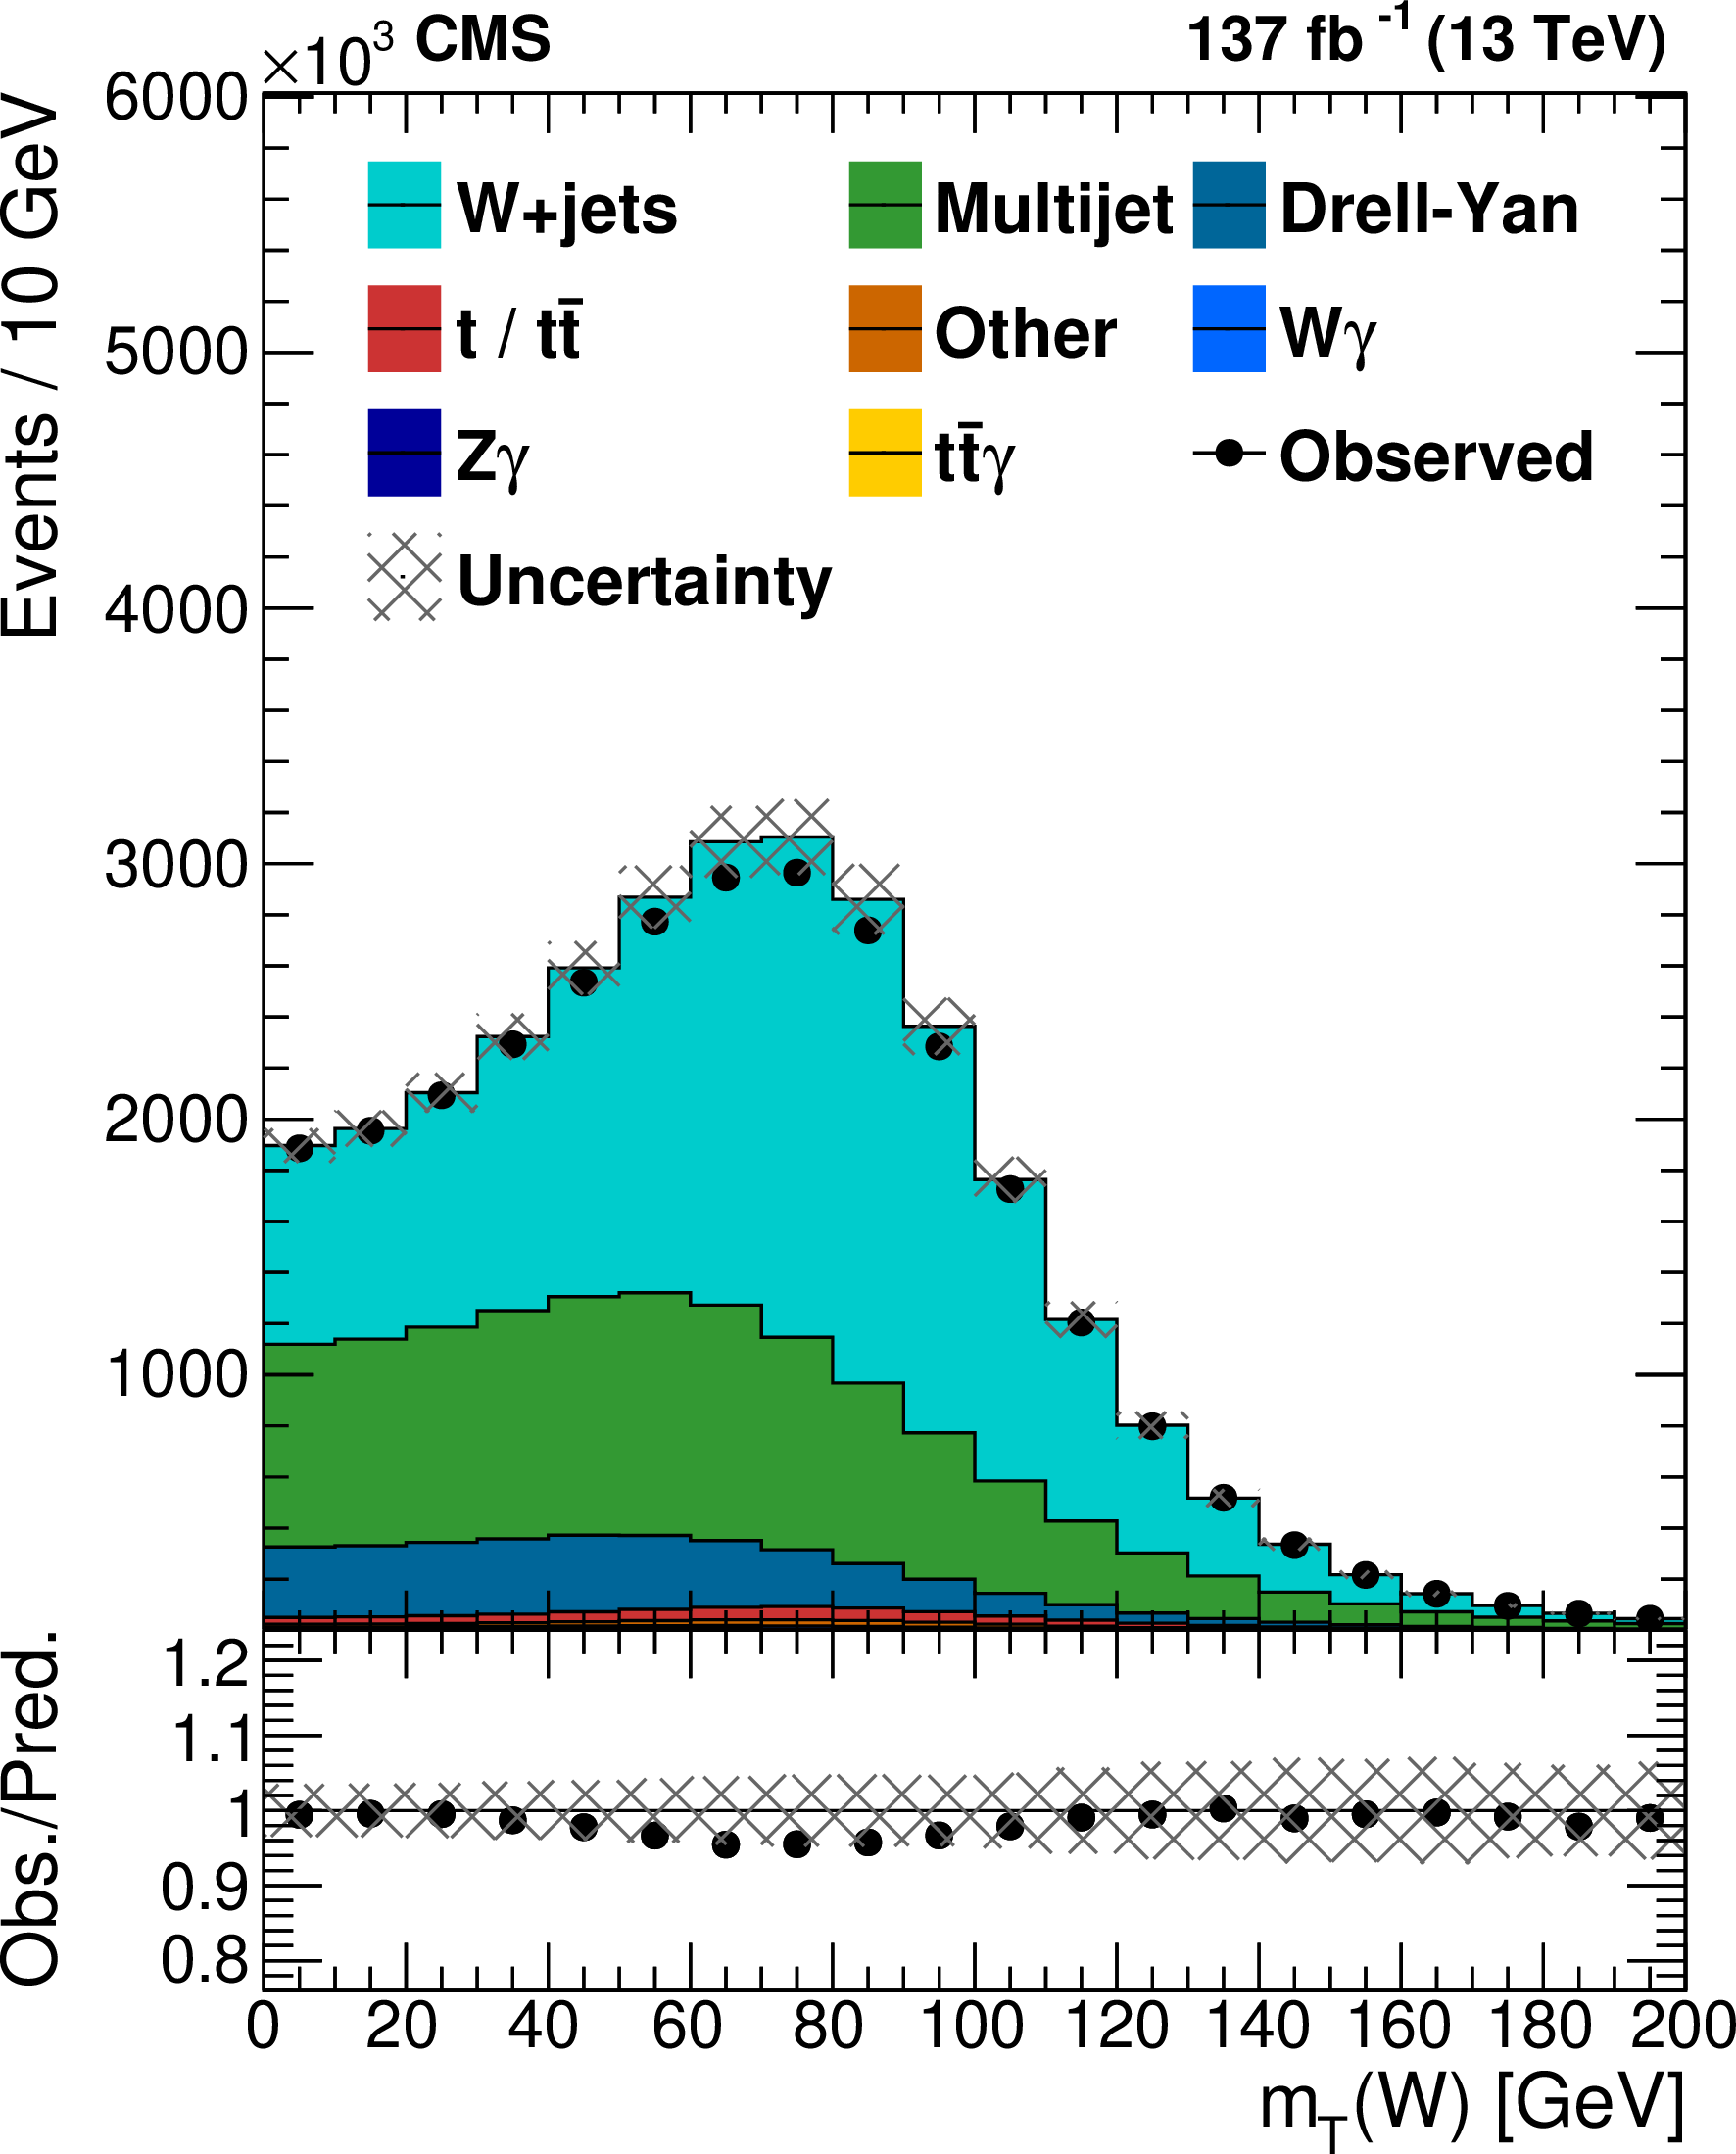 ×10³ CMS 137 fb⁻¹ (13 TeV)
Events / 10 GeV
6000
5000
4000
3000
2000
1000
W+jets Multijet Drell-Yan
t / tt̄ Other Wγ
Zγ tt̄γ Observed
Uncertainty
Obs./Pred.
1.2
1.1
1
0.9
0.8
0 20 40 60 80 100 120 140 160 180 200
m_T(W) [GeV]